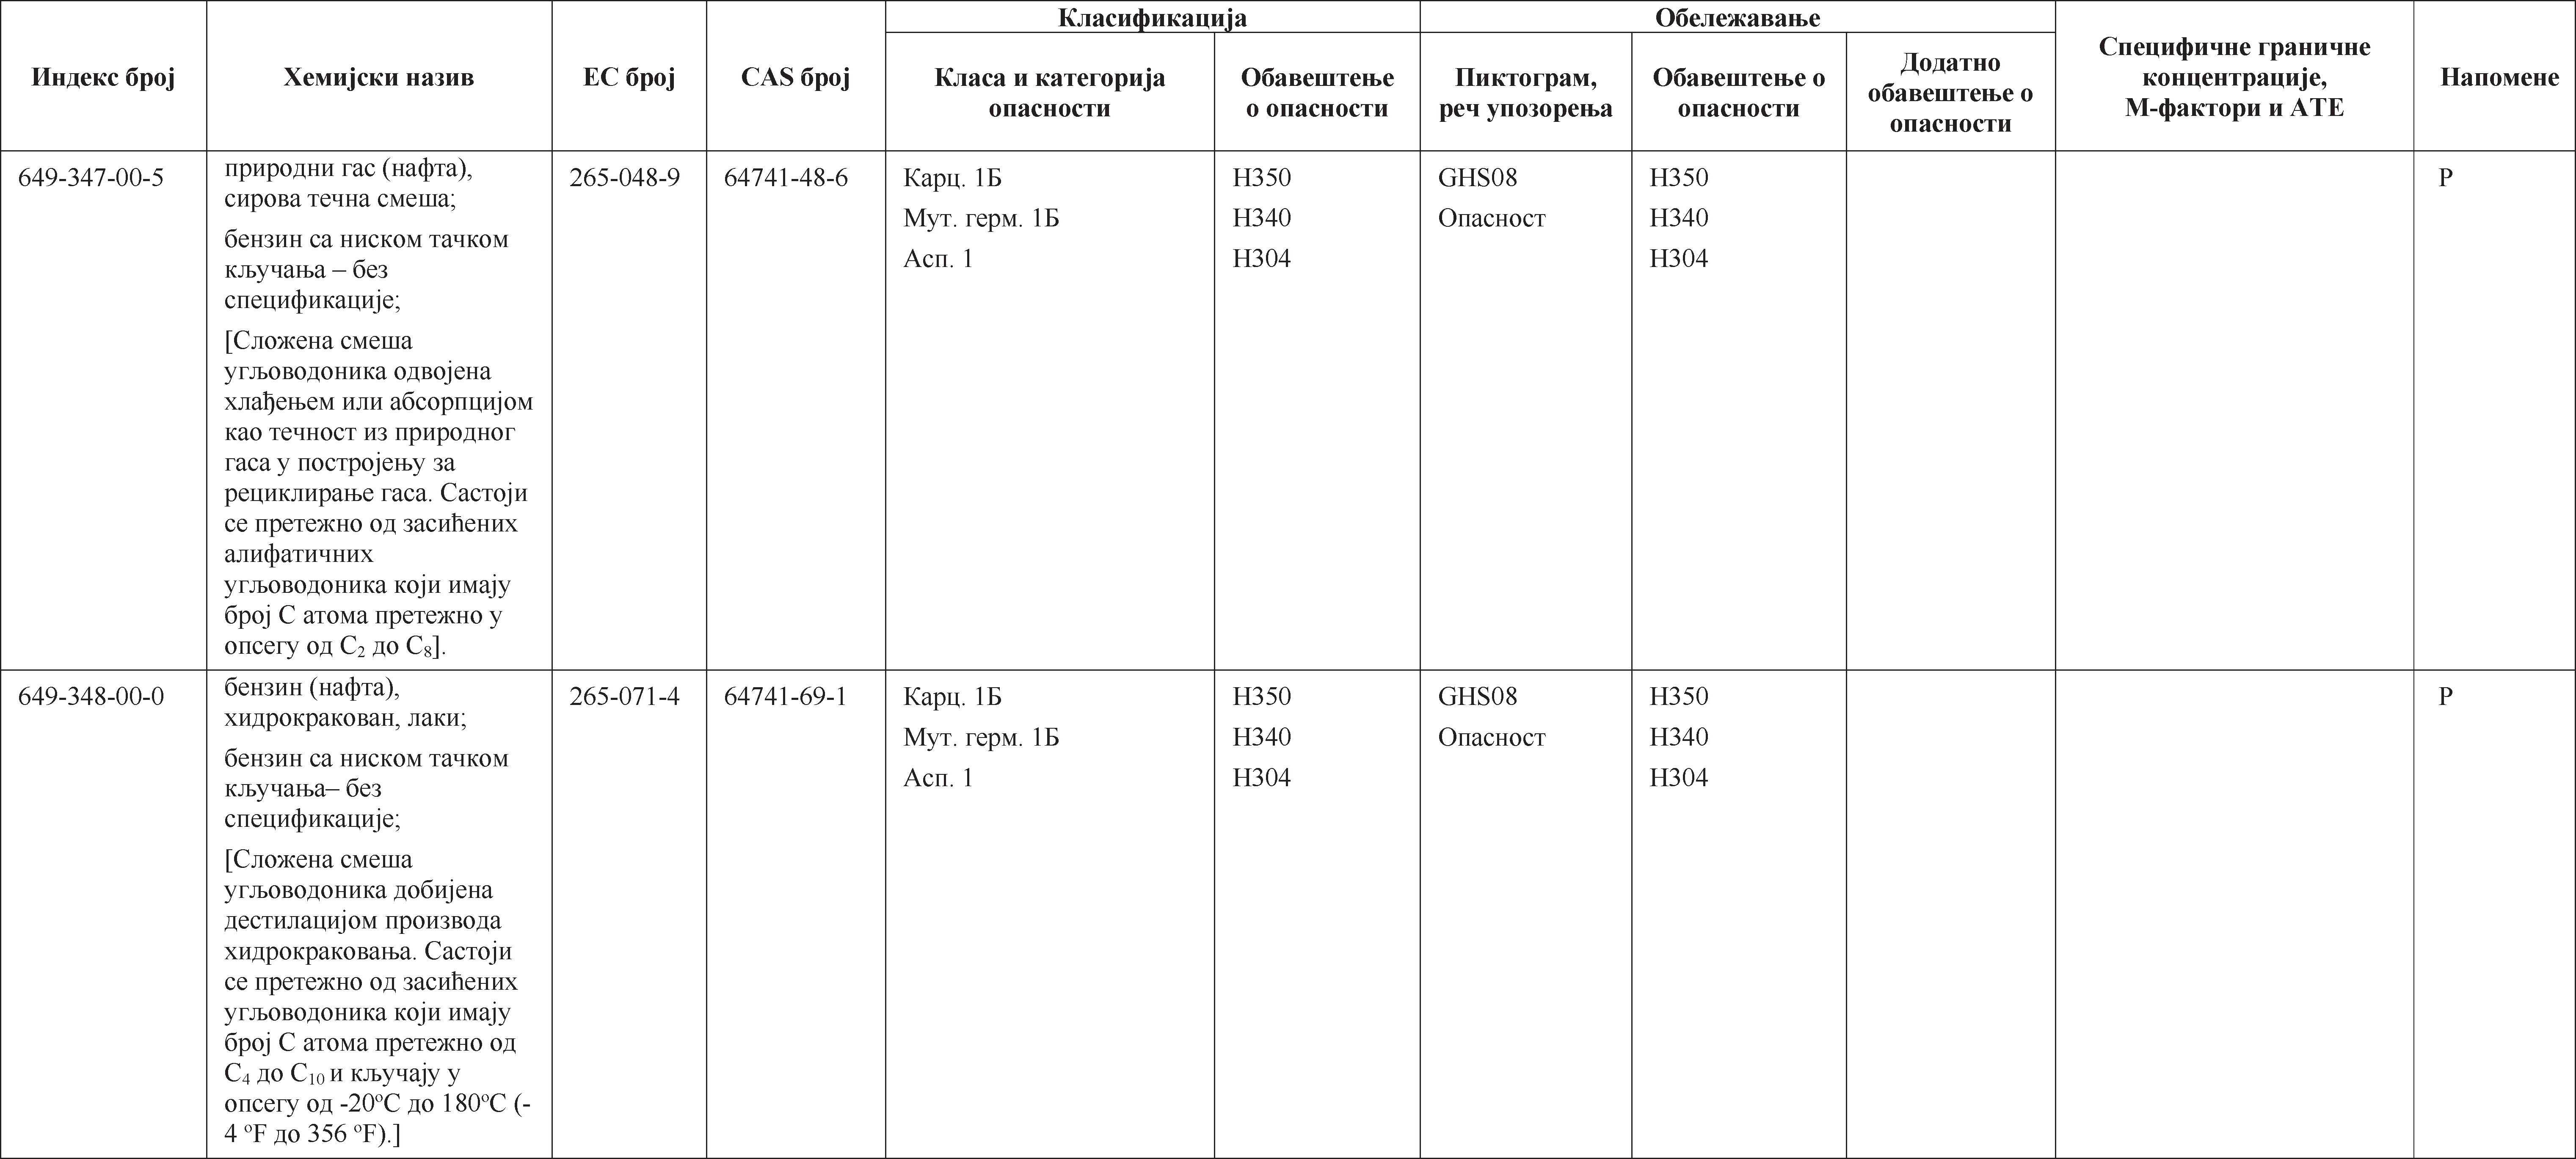 Индекс број
Хемијски назив
ЕС број
CAS број
Класификација
Класа и категорија
опасности
Обавештење
о опасности
Обележавање
Пиктограм,
реч упозорења
Обавештење о
опасности
Додатно
обавештење о
опасности
Специфичне граничне
концентрације,
М-фактори и АТЕ
Напомене
649-347-00-5
природни гас (нафта),
сирова течна смеша;
бензин са ниском тачком
кључања – без
спецификације;
[Сложена смеша
угљоводоника одвојена
хлађењем или абсорпцијом
као течност из природног
гаса у постројењу за
рециклирање гаса. Састоји
се претежно од засићених
алифатичних
угљоводоника који имају
број С атома претежно у
опсегу од C₂ до C₈].
265-048-9
64741-48-6
Карц. 1Б
Мут. герм. 1Б
Асп. 1
H350
H340
H304
GHS08
Опасност
H350
H340
H304
P
649-348-00-0
бензин (нафта),
хидрокракован, лаки;
бензин са ниском тачком
кључања– без
спецификације;
[Сложена смеша
угљоводоника добијена
дестилацијом производа
хидрокраковања. Састоји
се претежно од засићених
угљоводоника који имају
број С атома претежно од
C₄ до C₁₀ и кључају у
опсегу од -20ºC до 180ºC (-
4 ºF до 356 ºF).]
265-071-4
64741-69-1
Карц. 1Б
Мут. герм. 1Б
Асп. 1
H350
H340
H304
GHS08
Опасност
H350
H340
H304
P